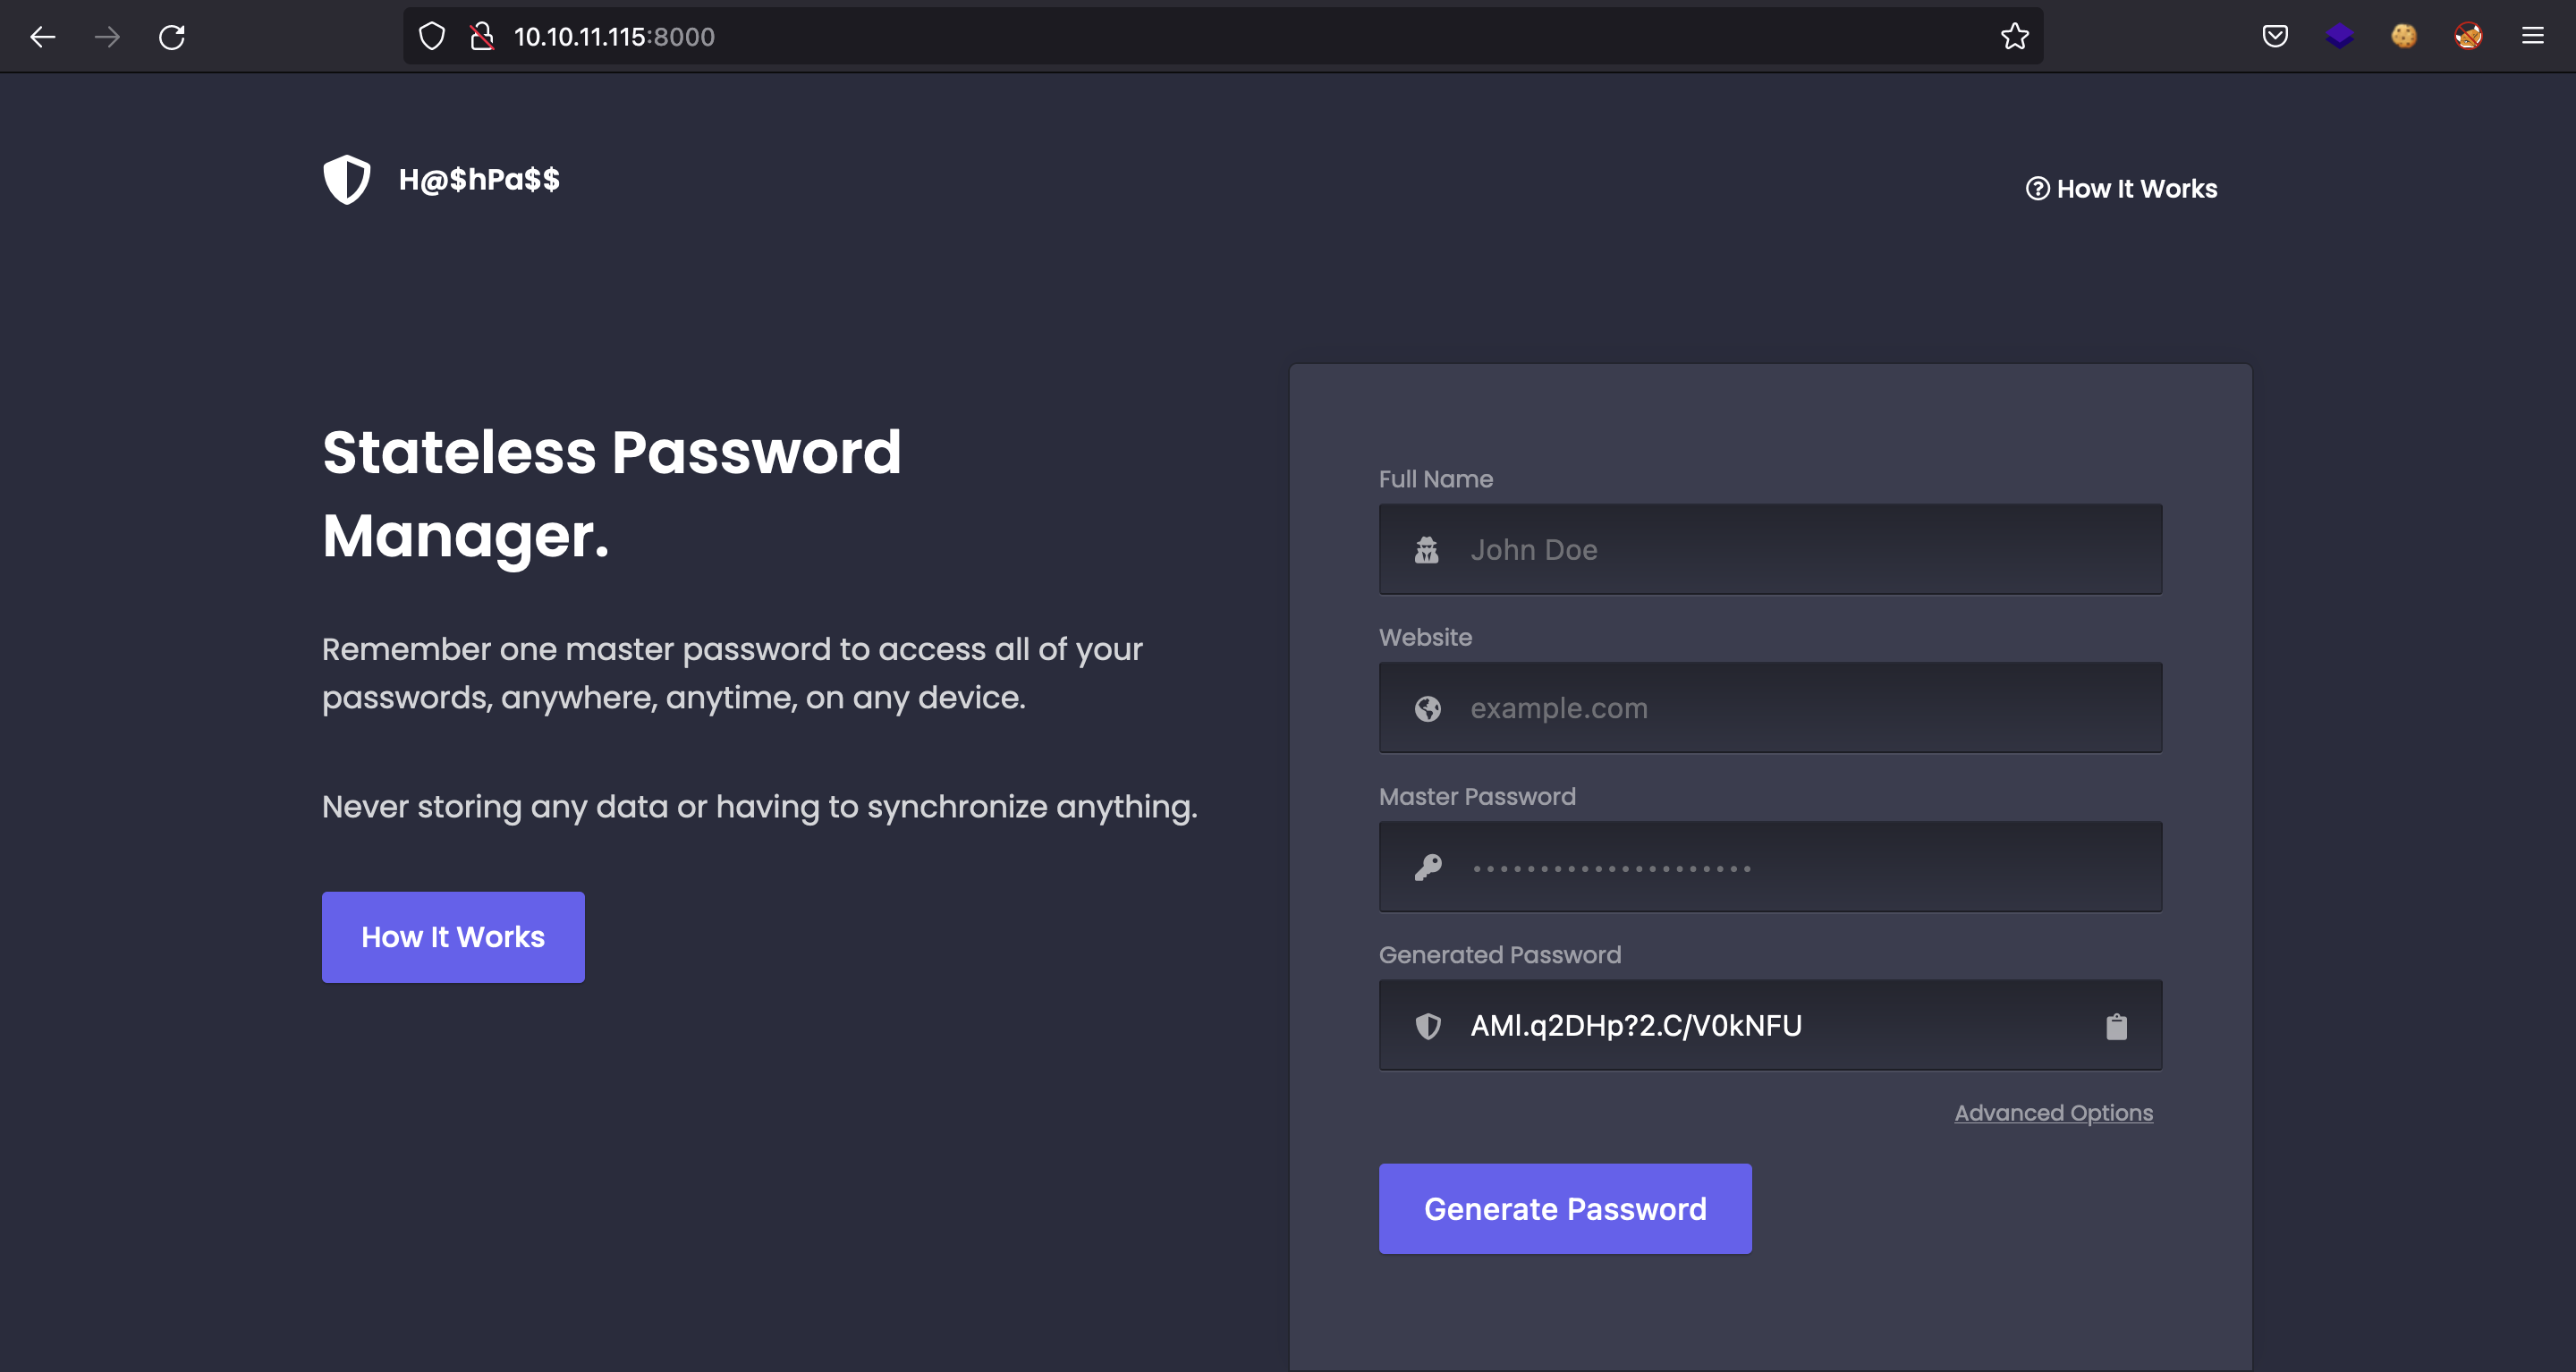 10.10.11.115:8000
H@$hPa$$
How It Works
Stateless Password
Manager.
Remember one master password to access all of your
passwords, anywhere, anytime, on any device.
Never storing any data or having to synchronize anything.
How It Works
Full Name
John Doe
Website
example.com
Master Password
•••••••••••••••••••••
Generated Password
AMl.q2DHp?2.C/V0kNFU
Advanced Options
Generate Password